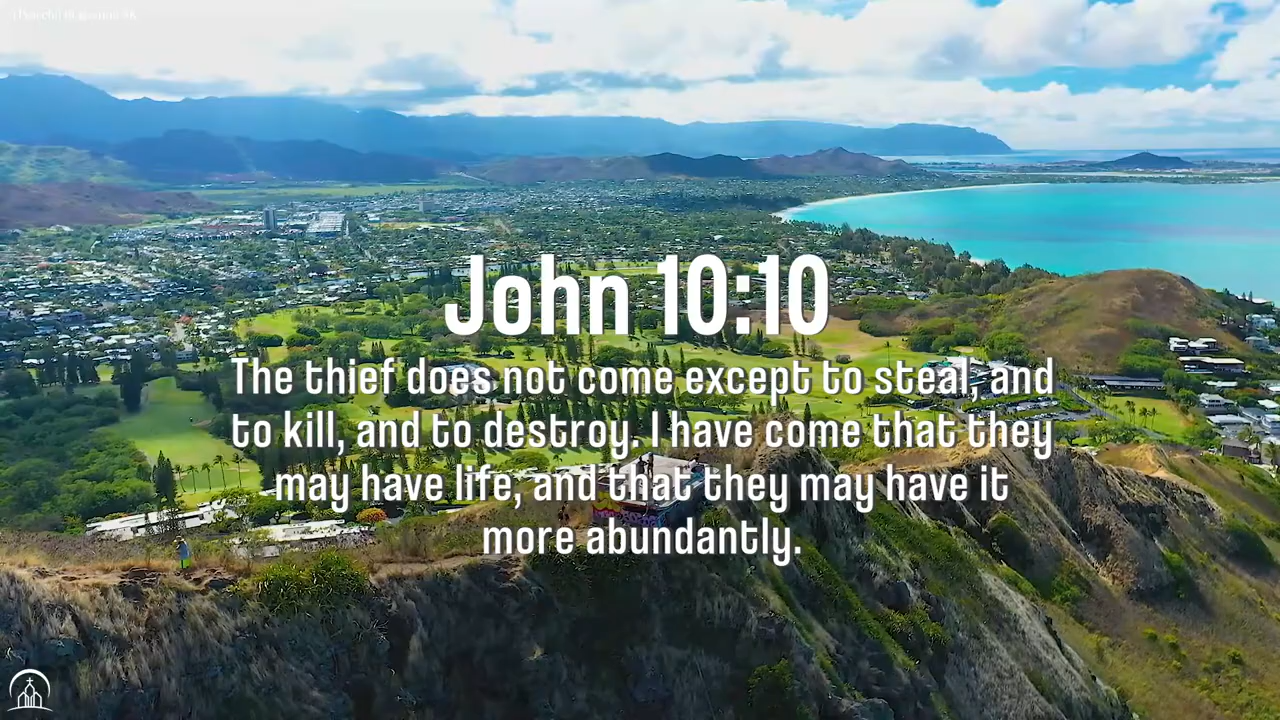 John 10:10
The thief does not come except to steal, and
to kill, and to destroy. I have come that they
may have life, and that they may have it
more abundantly.